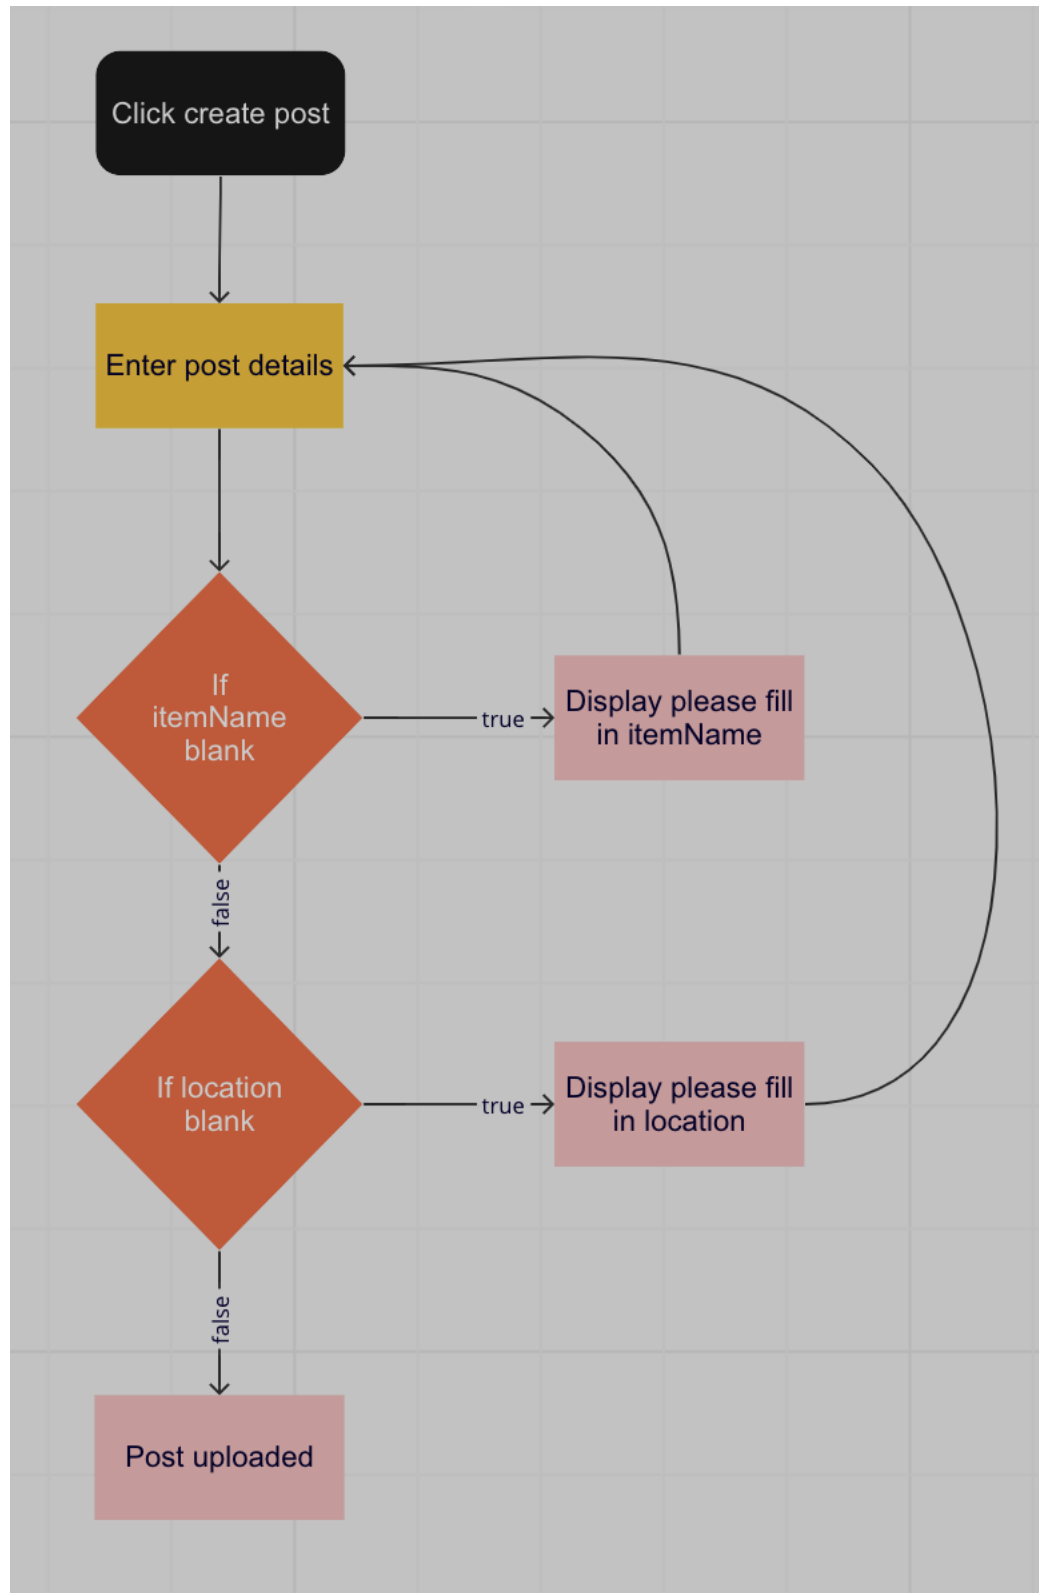 Click create post
Enter post details
If
itemName
blank
true
Display please fill
in itemName
false
If location
blank
true
Display please fill
in location
false
Post uploaded